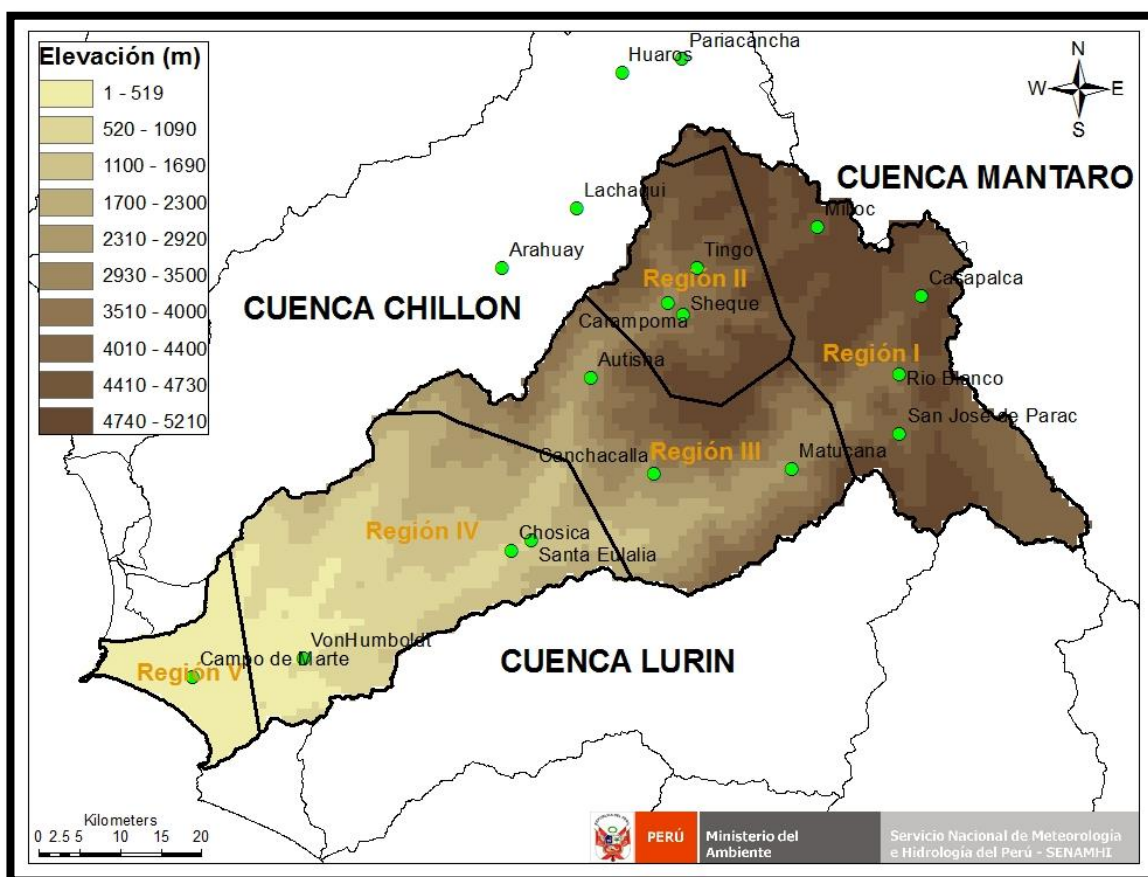 Elevación (m)
1 - 519
520 - 1090
1100 - 1690
1700 - 2300
2310 - 2920
2930 - 3500
3510 - 4000
4010 - 4400
4410 - 4730
4740 - 5210
Pariacancha
Huaros
N
W E
S
CUENCA MANTARO
Lachaqui
Milloc
Arahuay
Tingo
Región II
Casapalca
CUENCA CHILLON
Sheque
Carampoma
Región I
Autisha
Rio Blanco
San José de Parac
Región III
Canchacalla
Matucana
Región IV
Chosica
Santa Eulalia
VonHumboldt
Campo de Marte
Región V
CUENCA LURIN
Kilometers
0 2.5 5 10 15 20
REPUBLICA DEL PERU
PERÚ
Ministerio del
Ambiente
Servicio Nacional de Meteorología
e Hidrología del Perú - SENAMHI